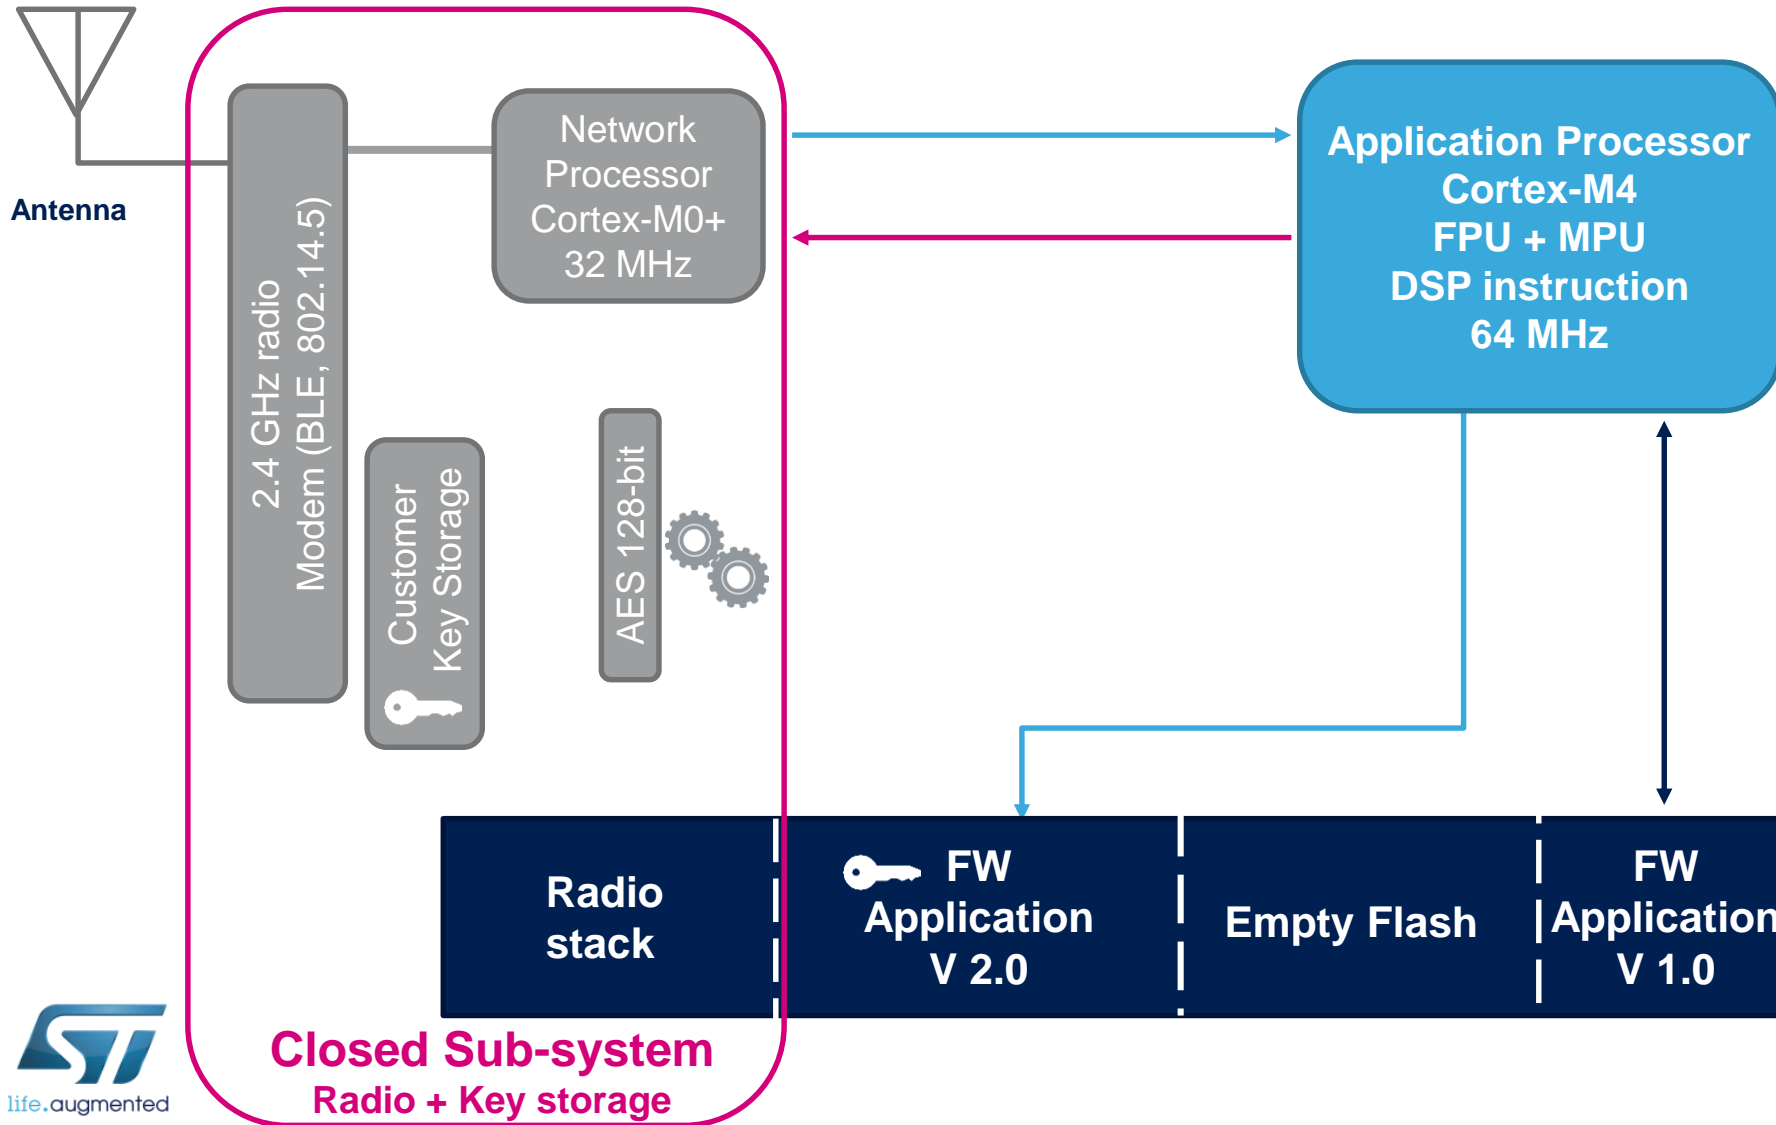 Antenna
2.4 GHz radio
Modem (BLE, 802.14.5)
Network
Processor
Cortex-M0+
32 MHz
Customer
Key Storage
AES 128-bit
Application Processor
Cortex-M4
FPU + MPU
DSP instruction
64 MHz
Radio
stack
FW
Application
V 2.0
Empty Flash
FW
Application
V 1.0
Closed Sub-system
Radio + Key storage
ST
life.augmented